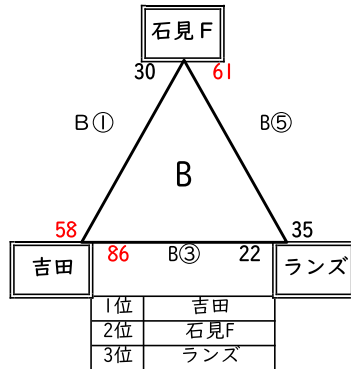 石見F
30 61
B① B⑤
B
58 35
86 B③ 22
吉田 ランズ
1位 吉田
2位 石見F
3位 ランズ